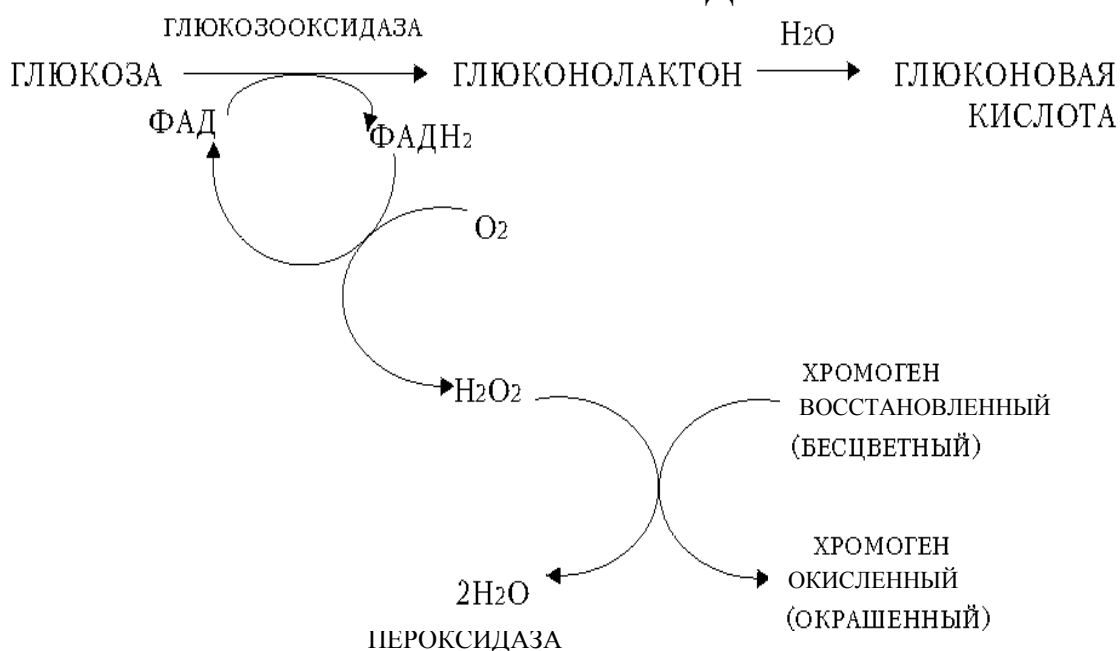 ГЛЮКОЗООКСИДАЗА
H2O
ГЛЮКОЗА
ГЛЮКОНОЛАКТОН
ГЛЮКОНОВАЯ
КИСЛОТА
ФАД
ФАДН2
O2
H2O2
ХРОМОГЕН
ВОССТАНОВЛЕННЫЙ
(БЕСЦВЕТНЫЙ)
ХРОМОГЕН
ОКИСЛЕННЫЙ
(ОКРАШЕННЫЙ)
2H2O
ПЕРОКСИДАЗА